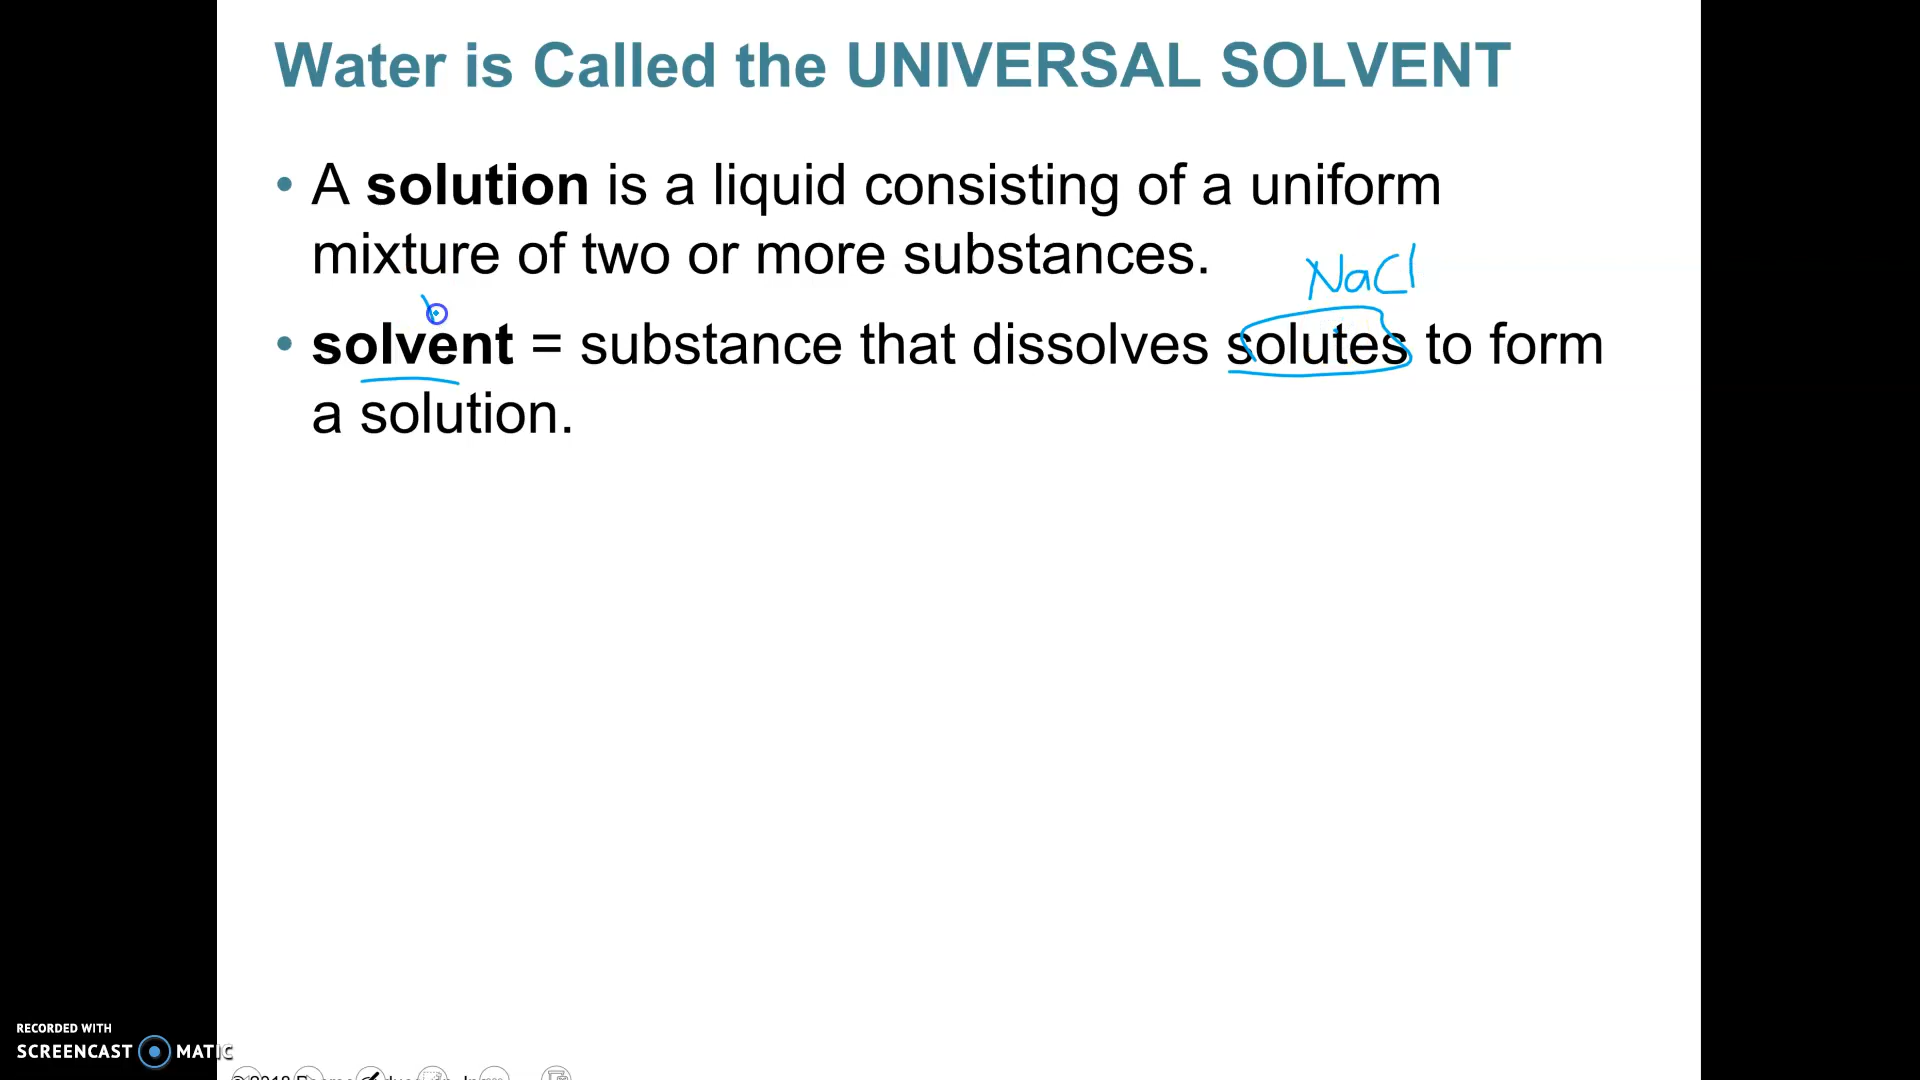 Water is Called the UNIVERSAL SOLVENT
• A solution is a liquid consisting of a uniform
mixture of two or more substances.
NaCl
• solvent = substance that dissolves solutes to form
a solution.
RECORDED WITH
SCREENCAST MATIC